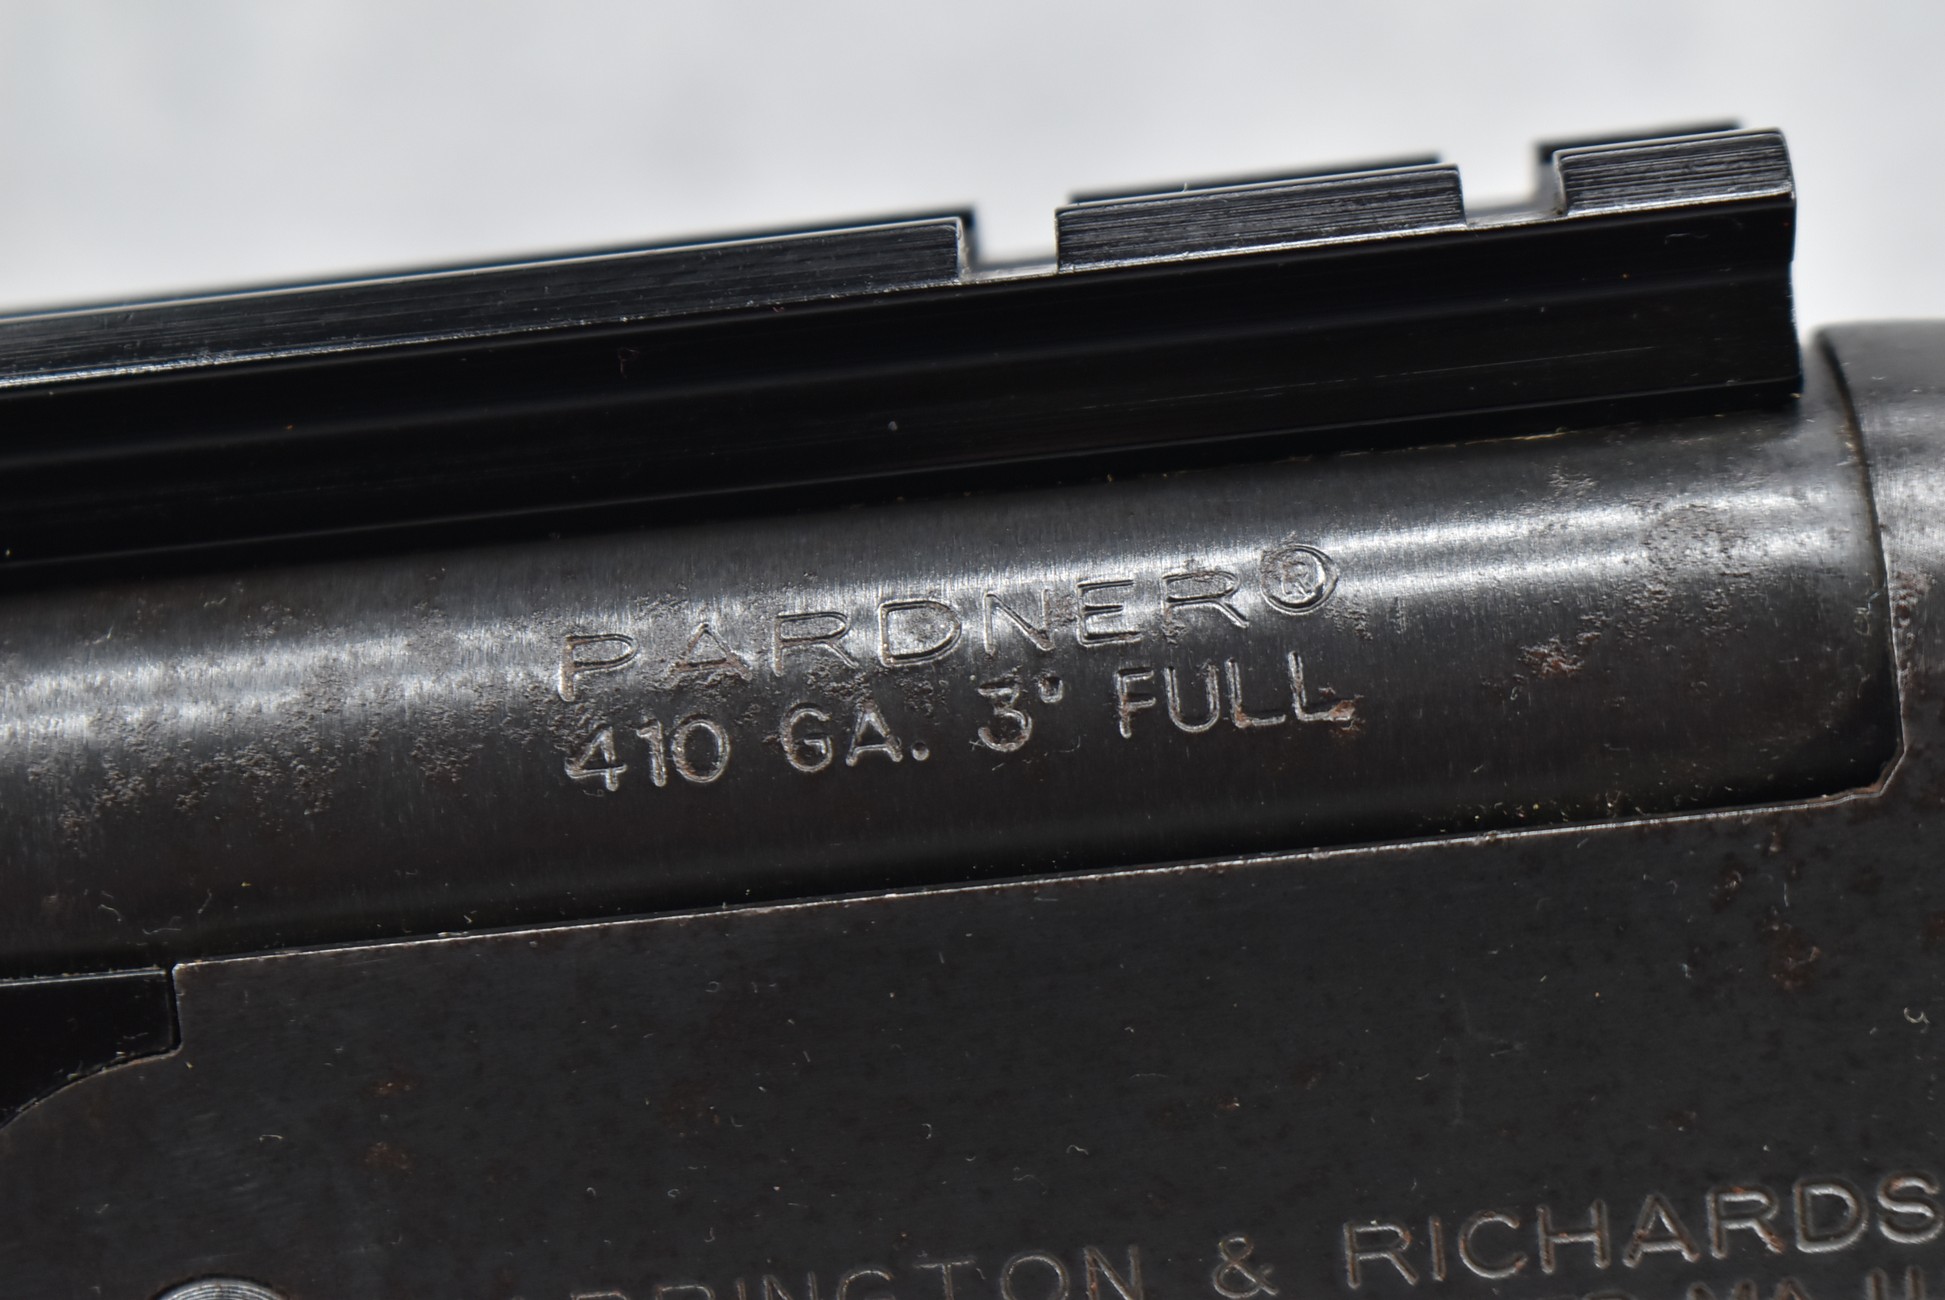 PARDNER®
410 GA. 3" FULL
& RICHARDS